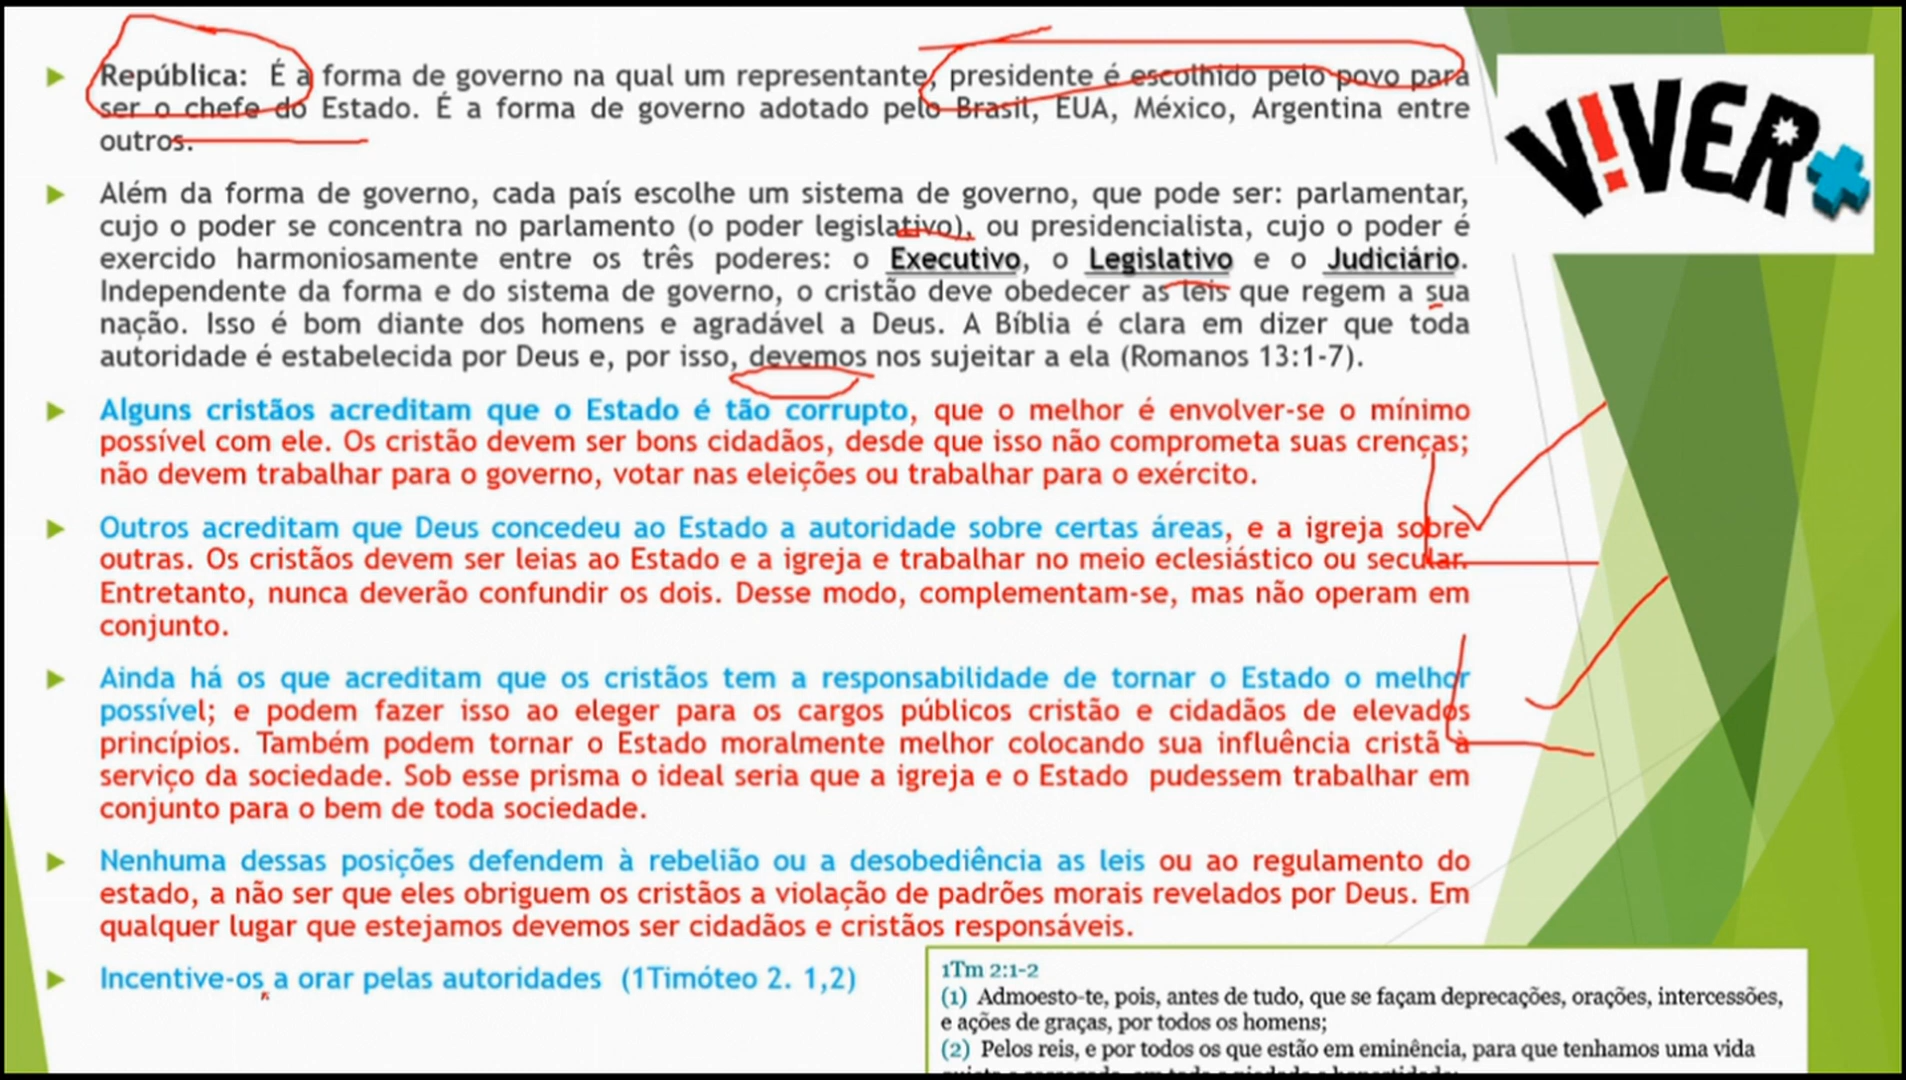 República: É a forma de governo na qual um representante, presidente é escolhido pelo povo para
ser o chefe do Estado. É a forma de governo adotado pelo Brasil, EUA, México, Argentina entre
outros.
Além da forma de governo, cada país escolhe um sistema de governo, que pode ser: parlamentar,
cujo o poder se concentra no parlamento (o poder legislativo), ou presidencialista, cujo o poder é
exercido harmoniosamente entre os três poderes: o Executivo, o Legislativo e o Judiciário.
Independente da forma e do sistema de governo, o cristão deve obedecer as leis que regem a sua
nação. Isso é bom diante dos homens e agradável a Deus. A Bíblia é clara em dizer que toda
autoridade é estabelecida por Deus e, por isso, devemos nos sujeitar a ela (Romanos 13:1-7).
Alguns cristãos acreditam que o Estado é tão corrupto, que o melhor é envolver-se o mínimo
possível com ele. Os cristão devem ser bons cidadãos, desde que isso não comprometa suas crenças;
não devem trabalhar para o governo, votar nas eleições ou trabalhar para o exército.
Outros acreditam que Deus concedeu ao Estado a autoridade sobre certas áreas, e a igreja sobre
outras. Os cristãos devem ser leias ao Estado e a igreja e trabalhar no meio eclesiástico ou secular.
Entretanto, nunca deverão confundir os dois. Desse modo, complementam-se, mas não operam em
conjunto.
Ainda há os que acreditam que os cristãos tem a responsabilidade de tornar o Estado o melhor
possível; e podem fazer isso ao eleger para os cargos públicos cristão e cidadãos de elevados
princípios. Também podem tornar o Estado moralmente melhor colocando sua influência cristã à
serviço da sociedade. Sob esse prisma o ideal seria que a igreja e o Estado pudessem trabalhar em
conjunto para o bem de toda sociedade.
Nenhuma dessas posições defendem à rebelião ou a desobediência as leis ou ao regulamento do
estado, a não ser que eles obriguem os cristãos a violação de padrões morais revelados por Deus. Em
qualquer lugar que estejamos devemos ser cidadãos e cristãos responsáveis.
Incentive-os a orar pelas autoridades (1Timóteo 2. 1,2)
V!VER+
1Tm 2:1-2
(1) Admoesto-te, pois, antes de tudo, que se façam deprecações, orações, intercessões,
e ações de graças, por todos os homens;
(2) Pelos reis, e por todos os que estão em eminência, para que tenhamos uma vida